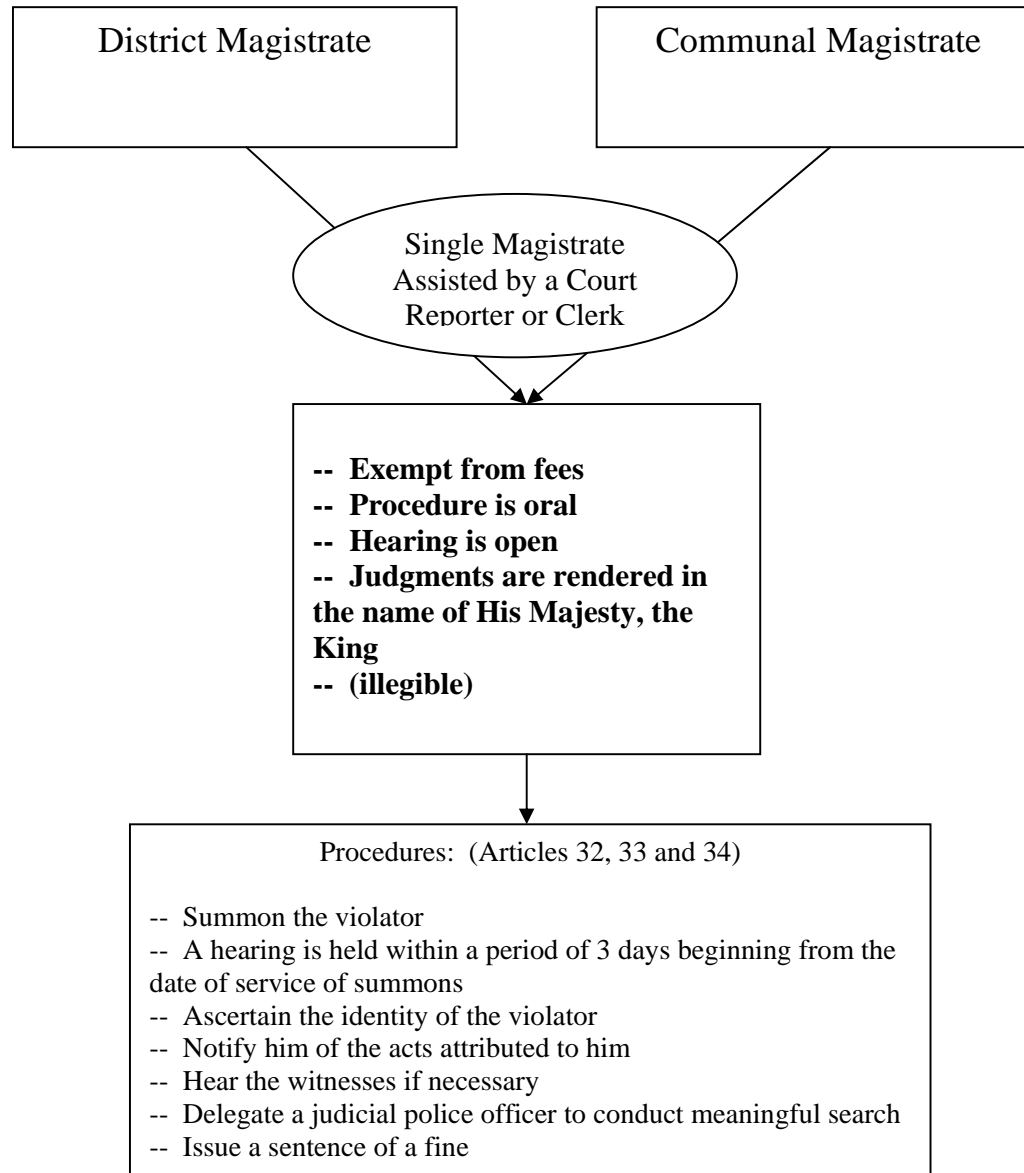 District Magistrate
Communal Magistrate
Single Magistrate
Assisted by a Court
Reporter or Clerk
-- Exempt from fees
-- Procedure is oral
-- Hearing is open
-- Judgments are rendered in
the name of His Majesty, the
King
-- (illegible)
Procedures: (Articles 32, 33 and 34)
-- Summon the violator
-- A hearing is held within a period of 3 days beginning from the
date of service of summons
-- Ascertain the identity of the violator
-- Notify him of the acts attributed to him
-- Hear the witnesses if necessary
-- Delegate a judicial police officer to conduct meaningful search
-- Issue a sentence of a fine